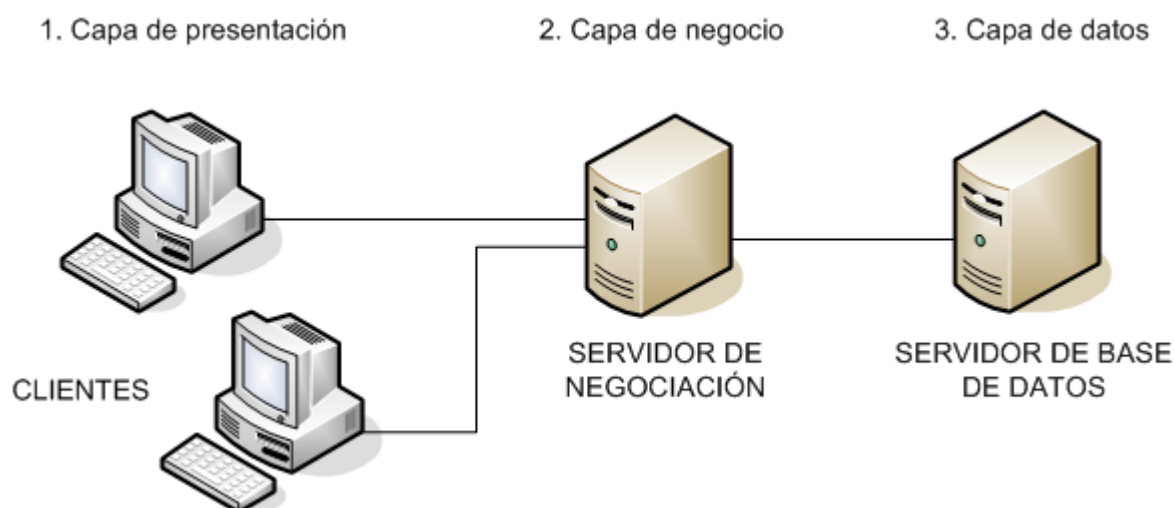 1. Capa de presentación
2. Capa de negocio
3. Capa de datos
CLIENTES
SERVIDOR DE
NEGOCIACIÓN
SERVIDOR DE BASE
DE DATOS